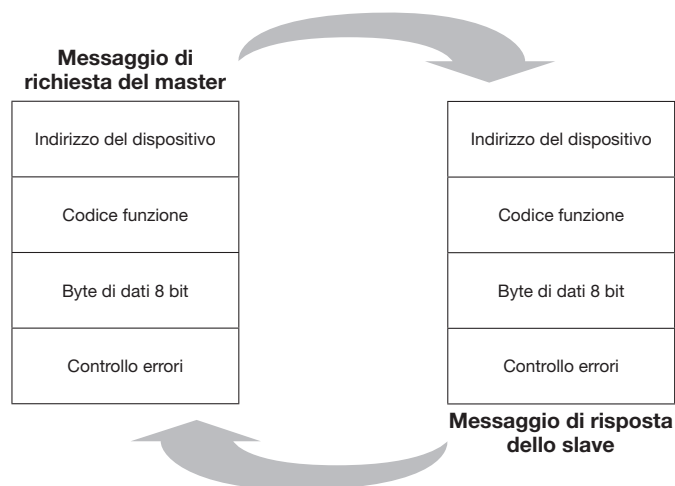 Messaggio di
richiesta del master
Indirizzo del dispositivo
Codice funzione
Byte di dati 8 bit
Controllo errori
Indirizzo del dispositivo
Codice funzione
Byte di dati 8 bit
Controllo errori
Messaggio di risposta
dello slave